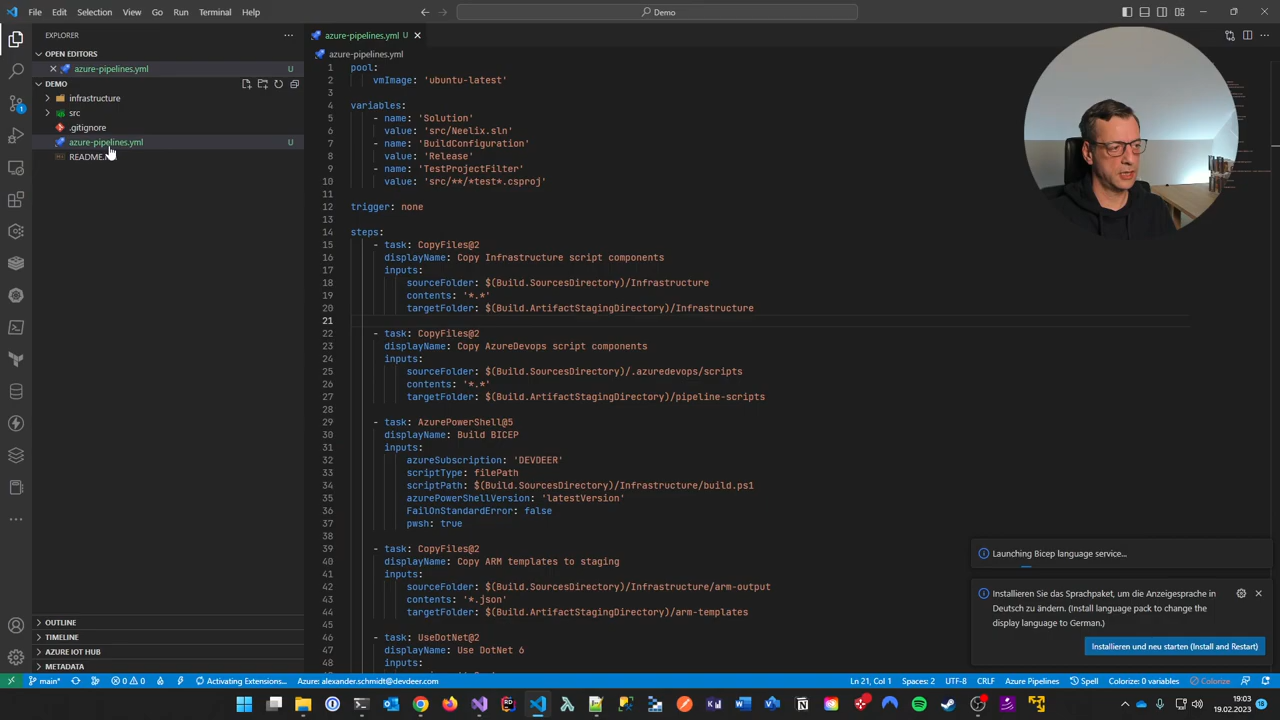 File Edit Selection View Go Run Terminal Help
Demo
EXPLORER
OPEN EDITORS
azure-pipelines.yml U
DEMO
infrastructure
src
.gitignore
azure-pipelines.yml U
README.
OUTLINE
TIMELINE
AZURE IOT HUB
METADATA
azure-pipelines.yml U
azure-pipelines.yml
1 pool:
2 vmImage: 'ubuntu-latest'
3
4 variables:
5 - name: 'Solution'
6 value: 'src/Neelix.sln'
7 - name: 'BuildConfiguration'
8 value: 'Release'
9 - name: 'TestProjectFilter'
10 value: 'src/**/*test*.csproj'
11
12 trigger: none
13
14 steps:
15 - task: CopyFiles@2
16 displayName: Copy Infrastructure script components
17 inputs:
18 sourceFolder: $(Build.SourcesDirectory)/Infrastructure
19 contents: '*.*'
20 targetFolder: $(Build.ArtifactStagingDirectory)/Infrastructure
21
22 - task: CopyFiles@2
23 displayName: Copy AzureDevops script components
24 inputs:
25 sourceFolder: $(Build.SourcesDirectory)/.azuredevops/scripts
26 contents: '*.*'
27 targetFolder: $(Build.ArtifactStagingDirectory)/pipeline-scripts
28
29 - task: AzurePowerShell@5
30 displayName: Build BICEP
31 inputs:
32 azureSubscription: 'DEVDEER'
33 scriptType: filePath
34 scriptPath: $(Build.SourcesDirectory)/Infrastructure/build.ps1
35 azurePowerShellVersion: 'latestVersion'
36 FailOnStandardError: false
37 pwsh: true
38
39 - task: CopyFiles@2
40 displayName: Copy ARM templates to staging
41 inputs:
42 sourceFolder: $(Build.SourcesDirectory)/Infrastructure/arm-output
43 contents: '*.json'
44 targetFolder: $(Build.ArtifactStagingDirectory)/arm-templates
45
46 - task: UseDotNet@2
47 displayName: Use DotNet 6
48 inputs:
Launching Bicep language service...
Installieren Sie das Sprachpaket, um die Anzeigesprache in
Deutsch zu ändern. (Install language pack to change the
display language to German.)
Installieren und neu starten (Install and Restart)
main* 0 0 Activating Extensions... Azure: alexander.schmidt@devdeer.com Ln 21, Col 1 Spaces: 2 UTF-8 CRLF Azure Pipelines Spell Colorize: 0 variables Colorize
19:03
19.02.2023